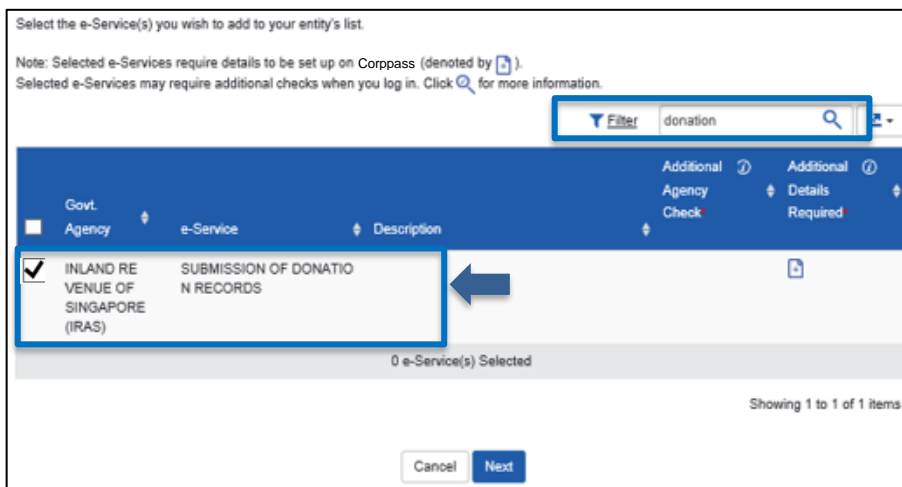 Select the e-Service(s) you wish to add to your entity's list.
Note: Selected e-Services require details to be set up on Corppass (denoted by ).
Selected e-Services may require additional checks when you log in. Click for more information.
Filter donation
Govt. Agency e-Service Description Additional Agency Check* Additional Details Required*
INLAND RE SUBMISSION OF DONATIO
VENUE OF N RECORDS
SINGAPORE
(IRAS)
0 e-Service(s) Selected
Showing 1 to 1 of 1 items
Cancel Next